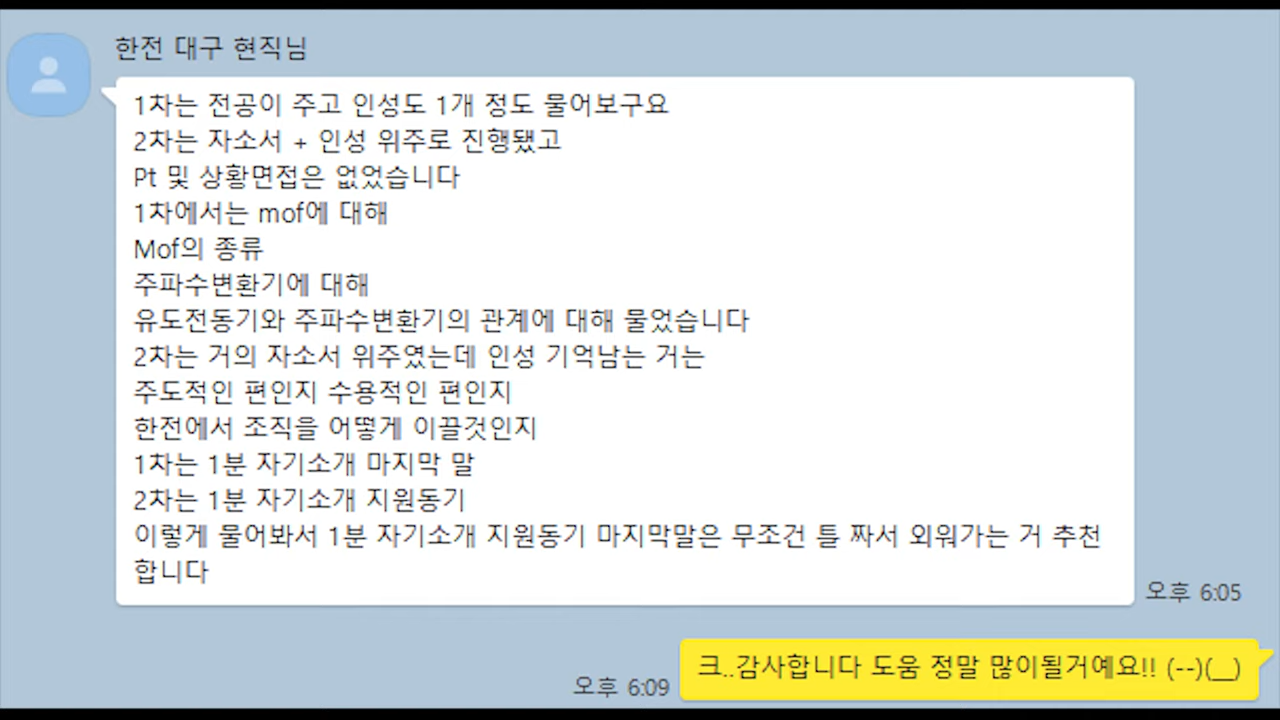 한전 대구 현직님
1차는 전공이 주고 인성도 1개 정도 물어보구요
2차는 자소서 + 인성 위주로 진행됐고
Pt 및 상황면접은 없었습니다
1차에서는 mof에 대해
Mof의 종류
주파수변환기에 대해
유도전동기와 주파수변환기의 관계에 대해 물었습니다
2차는 거의 자소서 위주였는데 인성 기억남는 거는
주도적인 편인지 수용적인 편인지
한전에서 조직을 어떻게 이끌것인지
1차는 1분 자기소개 마지막 말
2차는 1분 자기소개 지원동기
이렇게 물어봐서 1분 자기소개 지원동기 마지막말은 무조건 틀 짜서 외워가는 거 추천
합니다
오후 6:05
크..감사합니다 도움 정말 많이될거예요!! (--)(__)
오후 6:09